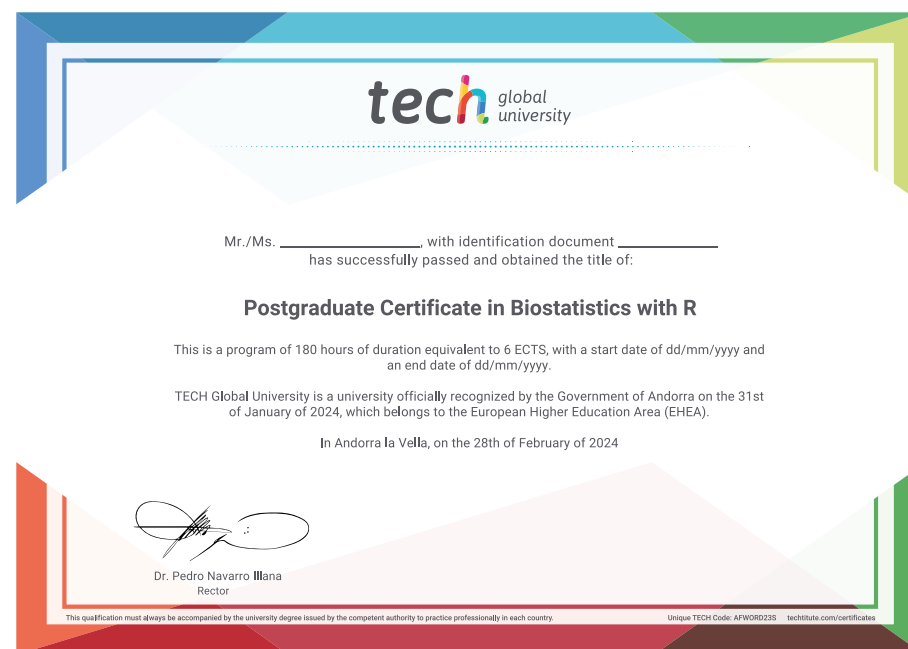 tech global university
Mr./Ms. ____________________, with identification document ______________
has successfully passed and obtained the title of:
Postgraduate Certificate in Biostatistics with R
This is a program of 180 hours of duration equivalent to 6 ECTS, with a start date of dd/mm/yyyy and
an end date of dd/mm/yyyy.
TECH Global University is a university officially recognized by the Government of Andorra on the 31st
of January of 2024, which belongs to the European Higher Education Area (EHEA).
In Andorra la Vella, on the 28th of February of 2024
Dr. Pedro Navarro Illana
Rector
This qualification must always be accompanied by the university degree issued by the competent authority to practice professionally in each country. Unique TECH Code: AFWORD23S techtitute.com/certificates